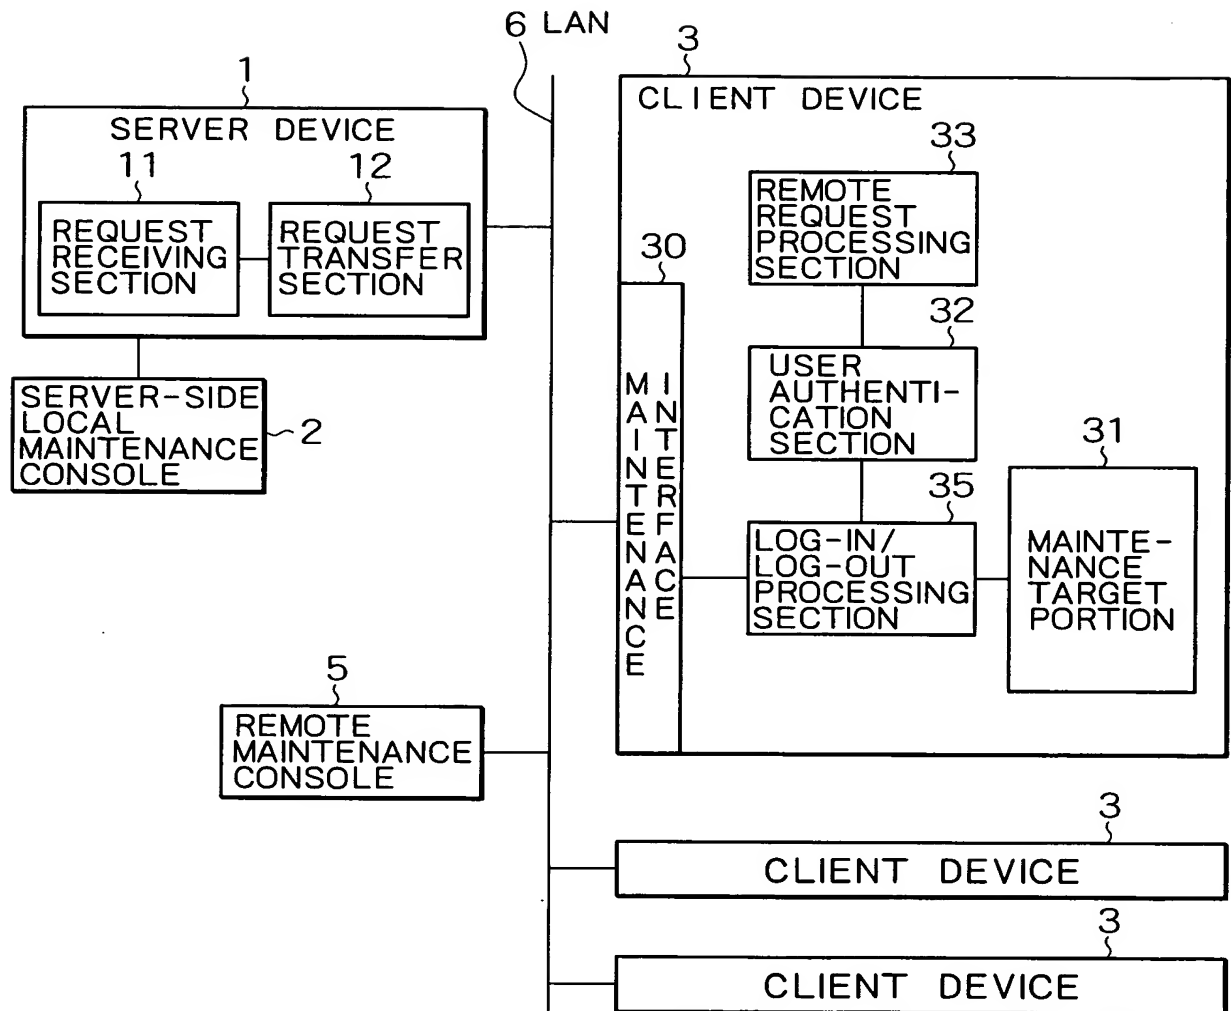 6 LAN
1
SERVER DEVICE
11
REQUEST
RECEIVING
SECTION
12
REQUEST
TRANSFER
SECTION
SERVER-SIDE
LOCAL
MAINTENANCE
CONSOLE
2
5
REMOTE
MAINTENANCE
CONSOLE
3
CLIENT DEVICE
33
REMOTE
REQUEST
PROCESSING
SECTION
30
MAINTENANCE
INTERFACE
32
USER
AUTHENTI-
CATION
SECTION
35
LOG-IN/
LOG-OUT
PROCESSING
SECTION
31
MAINTE-
NANCE
TARGET
PORTION
3
CLIENT DEVICE
3
CLIENT DEVICE